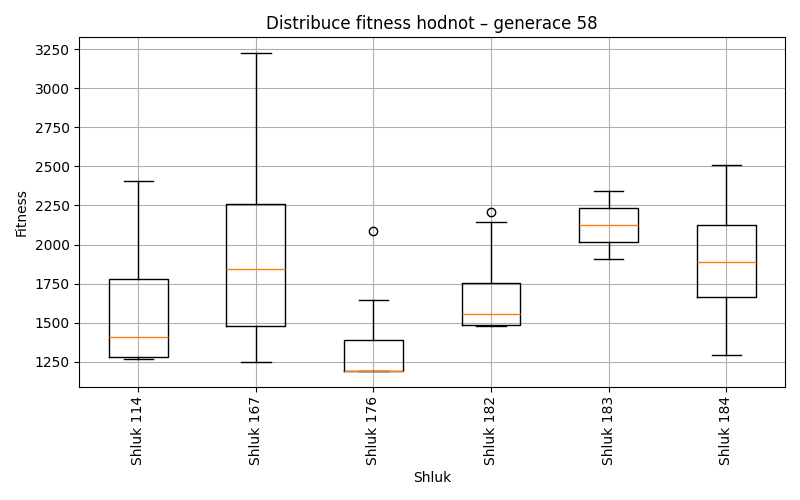 Distribuce fitness hodnot – generace 58
Fitness
3250
3000
2750
2500
2250
2000
1750
1500
1250
Shluk 114
Shluk 167
Shluk 176
Shluk 182
Shluk 183
Shluk 184
Shluk